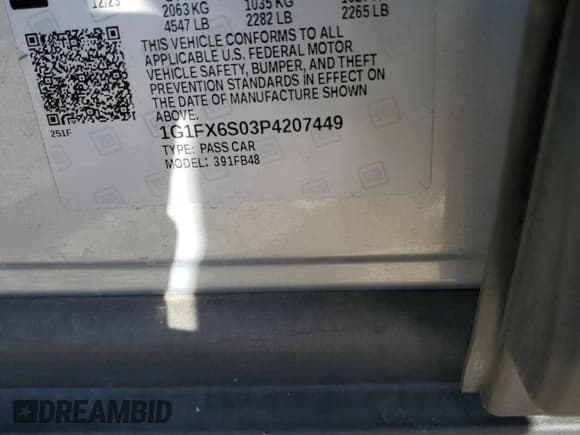 12/23 2063 KG 1035 KG
4547 LB 2282 LB 2265 LB
THIS VEHICLE CONFORMS TO ALL
APPLICABLE U.S. FEDERAL MOTOR
VEHICLE SAFETY, BUMPER, AND THEFT
PREVENTION STANDARDS IN EFFECT ON
THE DATE OF MANUFACTURE SHOWN
ABOVE.
251F
1G1FX6S03P4207449
TYPE: PASS CAR
MODEL: 391FB48
DREAMBID